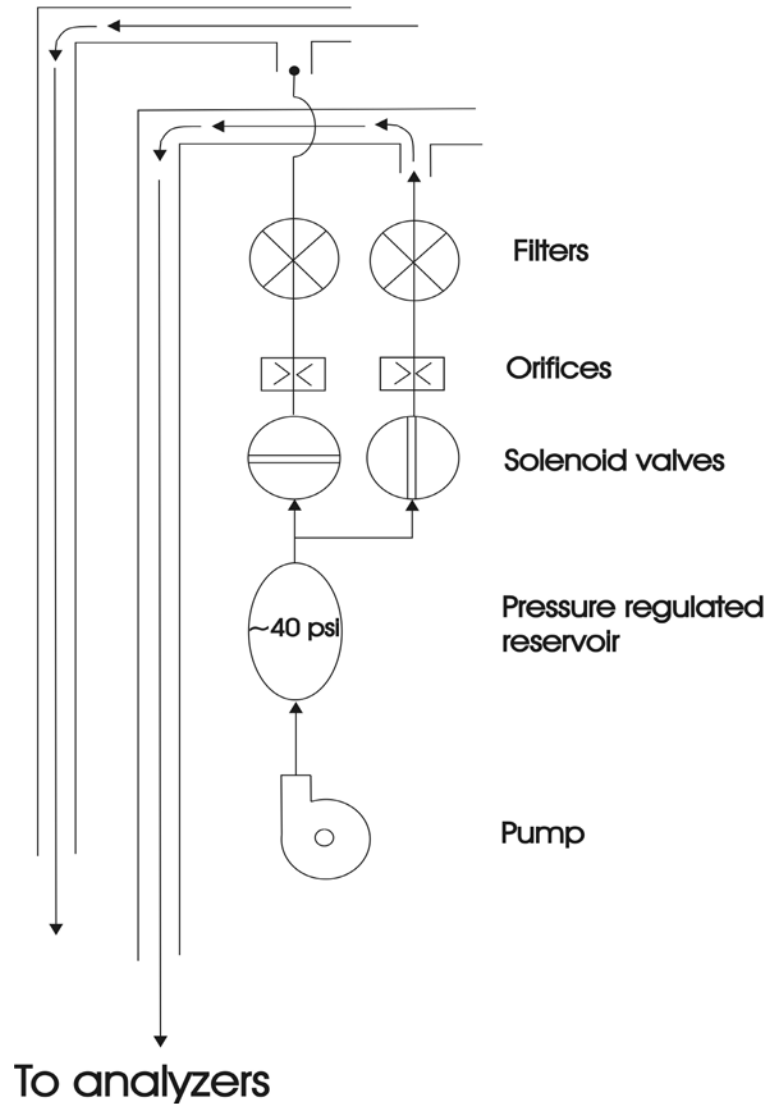 Filters
Orifices
Solenoid valves
~40 psi
Pressure regulated
reservoir
Pump
To analyzers